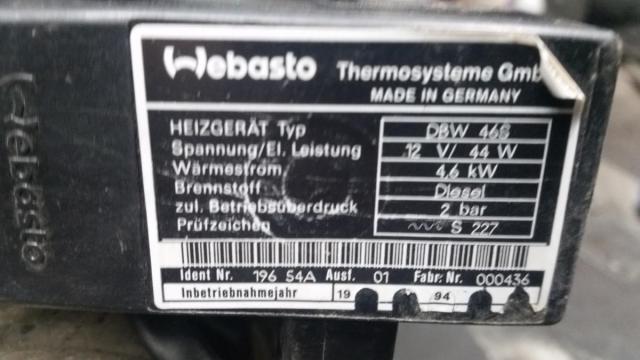 Webasto Thermosysteme Gmb
MADE IN GERMANY
HEIZGERÄT Typ DBW 46S
Spannung/El. Leistung 12 V/ 44 W
Wärmestrom 4,6 kW
Brennstoff Diesel
zul. Betriebsüberdruck 2 bar
Prüfzeichen S 227
Ident Nr. 196 54A Ausf. 01 Fabr. Nr. 000436
Inbetriebnahmejahr 19 94
Webasto